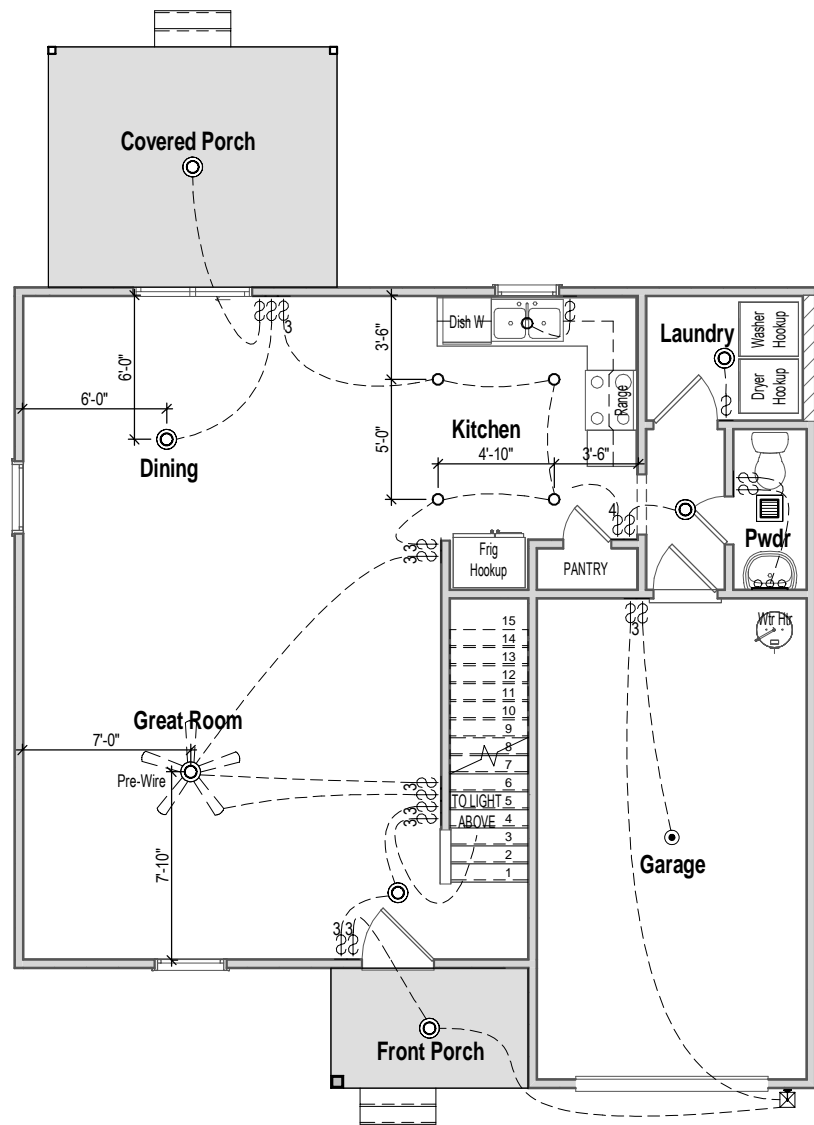 Covered Porch
3
Dish W
3'-6"
6'-0"
Laundry
Washer
Hookup
Dryer
Hookup
Range
6'-0"
5'-0"
Kitchen
Dining
4'-10"
3'-6"
4
Pwdr
3
3
Frig
Hookup
PANTRY
3
Wtr Htr
15
14
13
12
11
10
9
8
7
6
5
4
3
2
1
Great Room
7'-0"
Pre-Wire
3
3
3
3
TO LIGHT
ABOVE
7'-10"
Garage
3
3
Front Porch